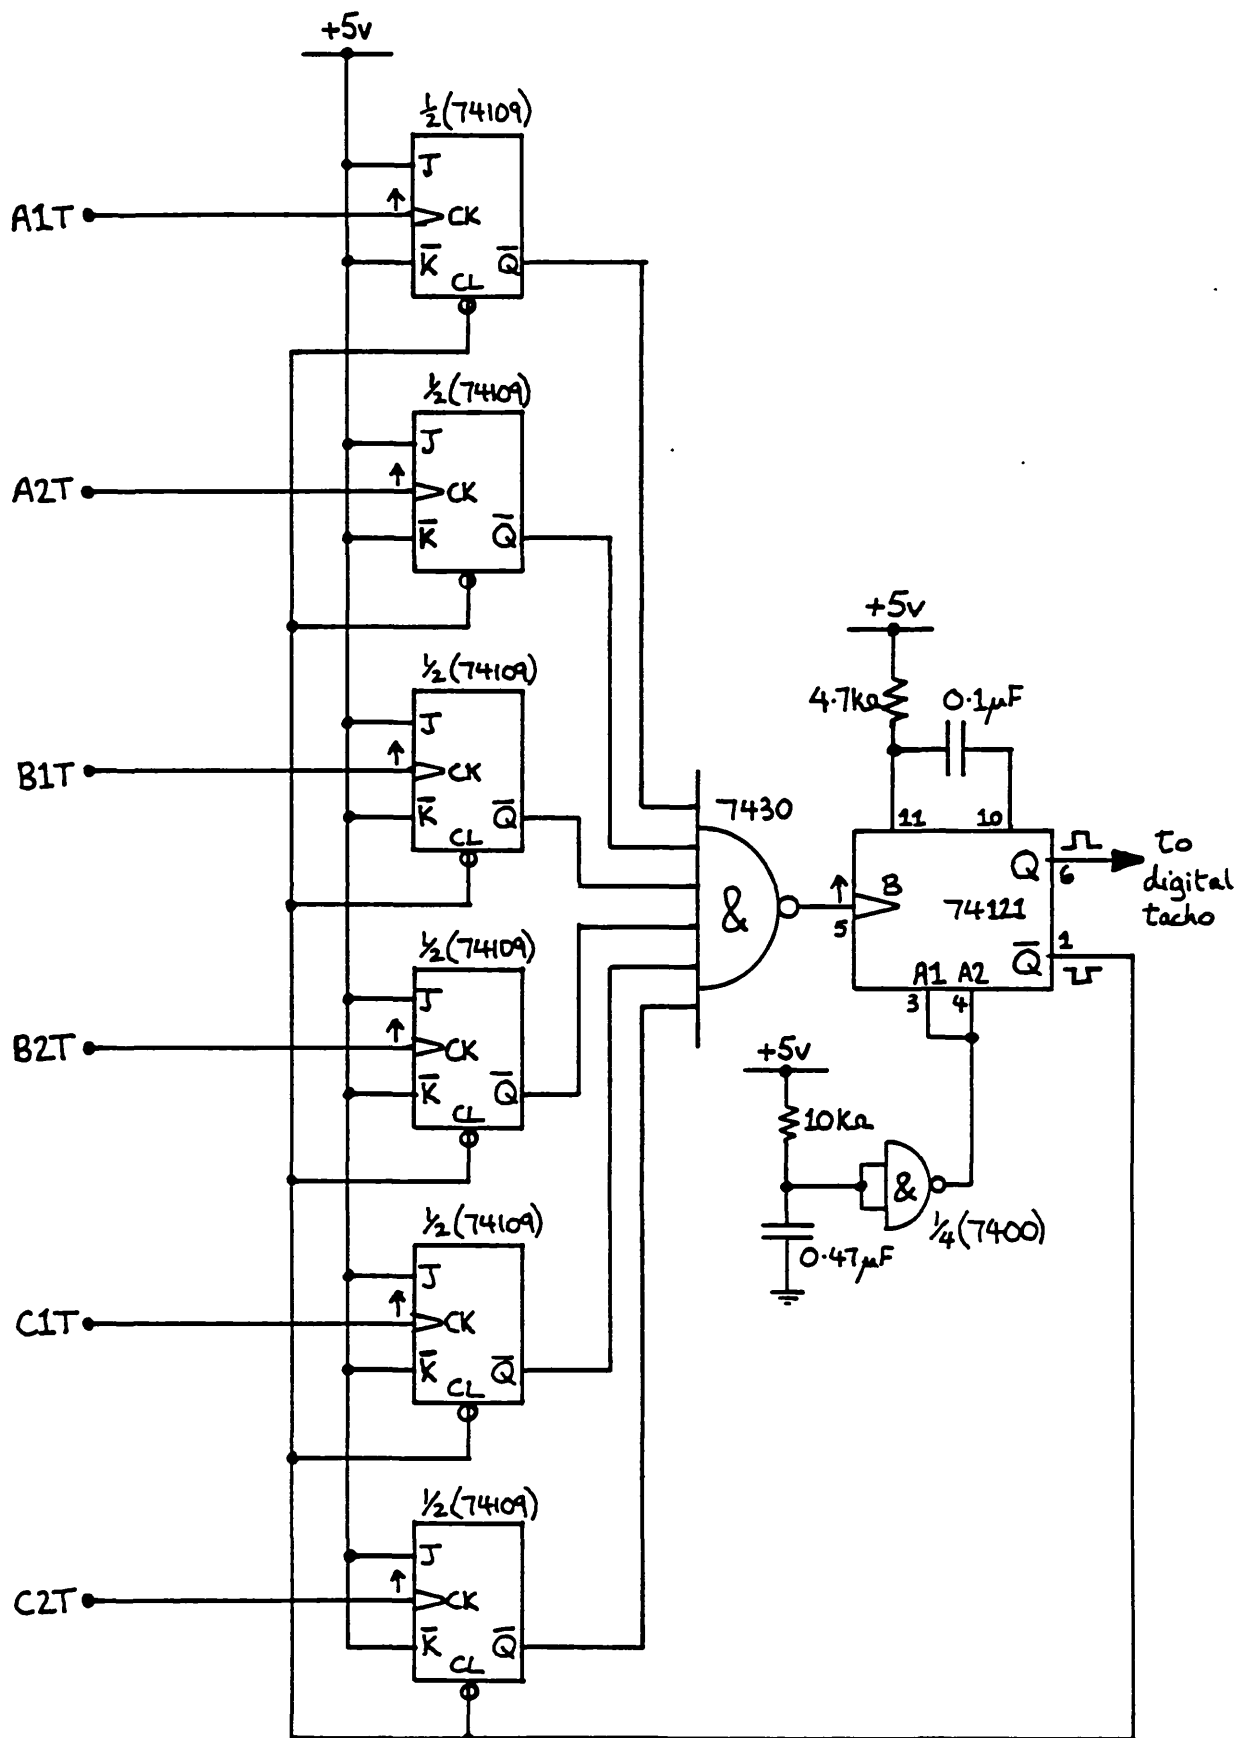 +5v
½(74109)
J
A1T
↑
CK
K̅
Q̅
CL
½(74109)
J
A2T
↑
CK
K̅
Q̅
½(74109)
J
B1T
↑
CK
K̅
Q̅
CL
½(74109)
J
B2T
↑
CK
K̅
Q̅
CL
½(74109)
J
C1T
↑
CK
K̅
Q̅
CL
½(74109)
J
C2T
↑
CK
K̅
Q̅
CL
7430
&
+5v
4.7kΩ
0.1µF
11
10
↑
B
5
74121
Q
6
to
digital
tacho
Q̅
1
A1
A2
3
4
+5v
10KΩ
&
¼(7400)
0.47µF